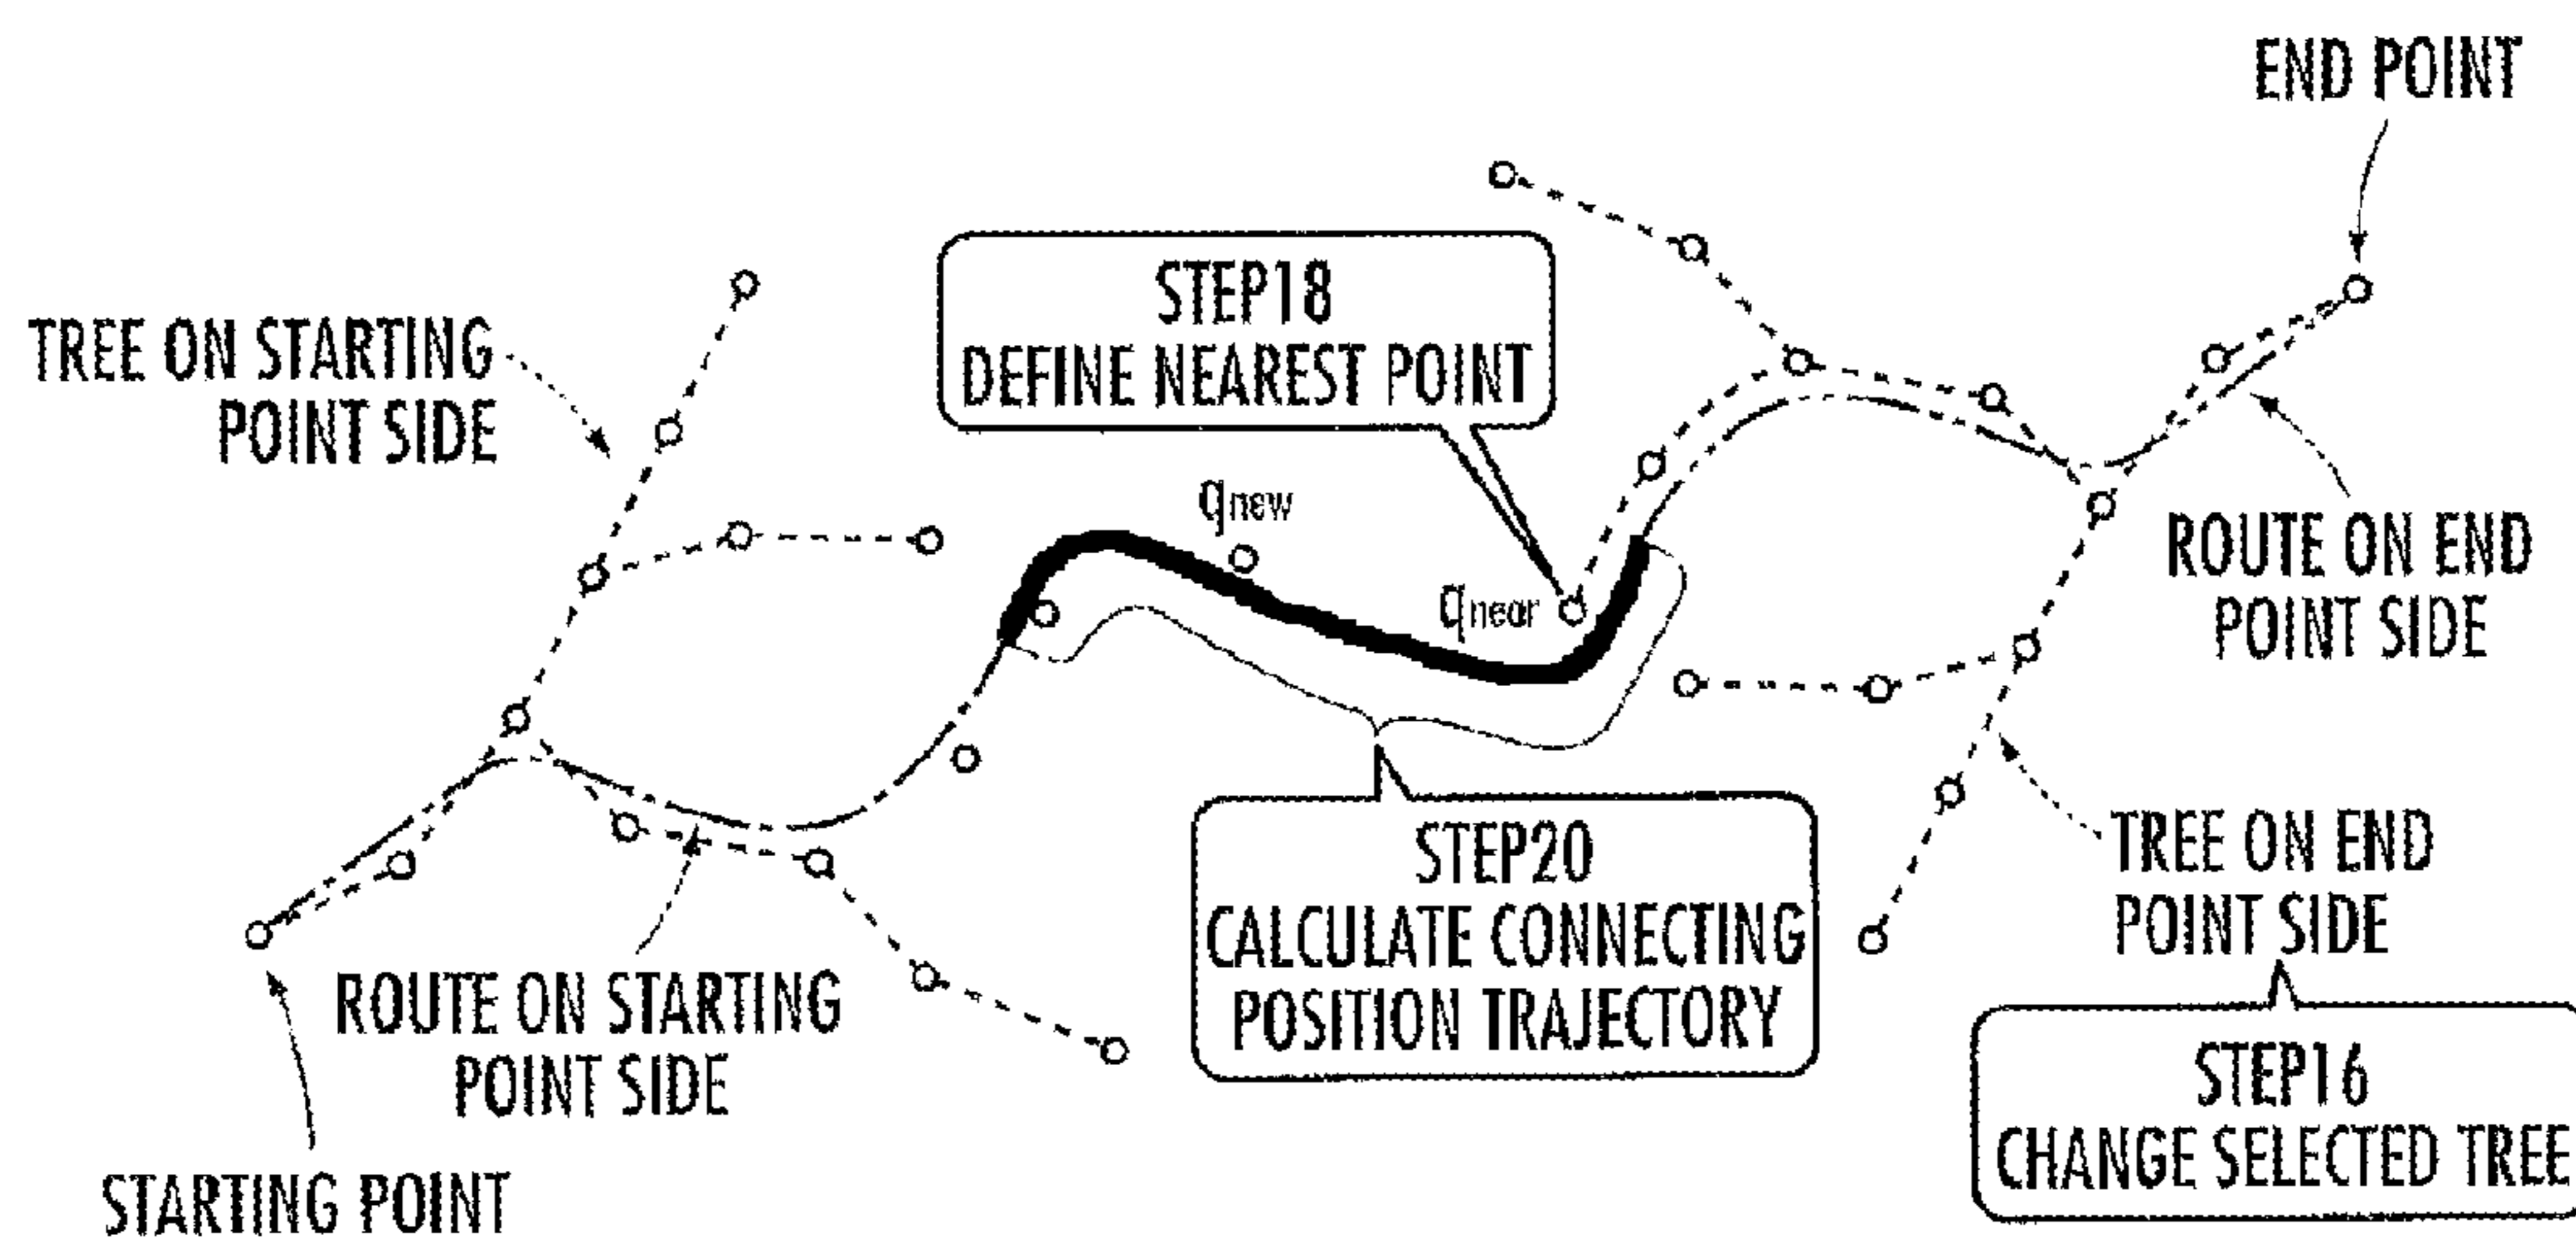 END POINT
TREE ON STARTING
POINT SIDE
STEP18
DEFINE NEAREST POINT
qnew
qnear
ROUTE ON END
POINT SIDE
STEP20
CALCULATE CONNECTING
POSITION TRAJECTORY
TREE ON END
POINT SIDE
ROUTE ON STARTING
POINT SIDE
STEP16
CHANGE SELECTED TREE
STARTING POINT